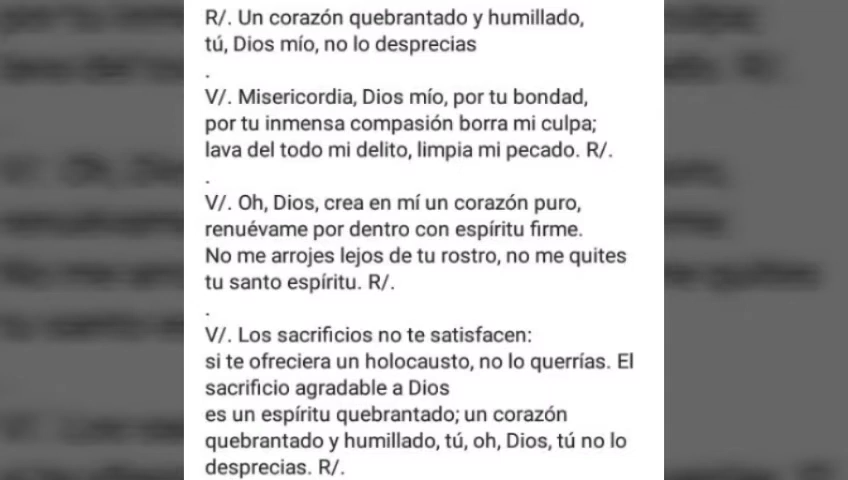 R/. Un corazón quebrantado y humillado,
tú, Dios mío, no lo desprecias
.
V/. Misericordia, Dios mío, por tu bondad,
por tu inmensa compasión borra mi culpa;
lava del todo mi delito, limpia mi pecado. R/.
.
V/. Oh, Dios, crea en mí un corazón puro,
renuévame por dentro con espíritu firme.
No me arrojes lejos de tu rostro, no me quites
tu santo espíritu. R/.
.
V/. Los sacrificios no te satisfacen:
si te ofreciera un holocausto, no lo querrías. El
sacrificio agradable a Dios
es un espíritu quebrantado; un corazón
quebrantado y humillado, tú, oh, Dios, tú no lo
desprecias. R/.